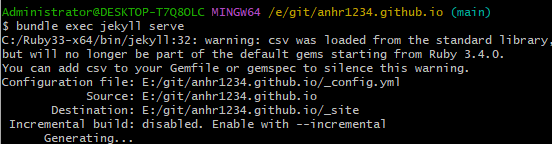 Administrator@DESKTOP-T7Q8OLC MINGW64 /e/git/anhr1234.github.io (main)
$ bundle exec jekyll serve
C:/Ruby33-x64/bin/jekyll:32: warning: csv was loaded from the standard library,
but will no longer be part of the default gems starting from Ruby 3.4.0.
You can add csv to your Gemfile or gemspec to silence this warning.
Configuration file: E:/git/anhr1234.github.io/_config.yml
Source: E:/git/anhr1234.github.io
Destination: E:/git/anhr1234.github.io/_site
Incremental build: disabled. Enable with --incremental
Generating...